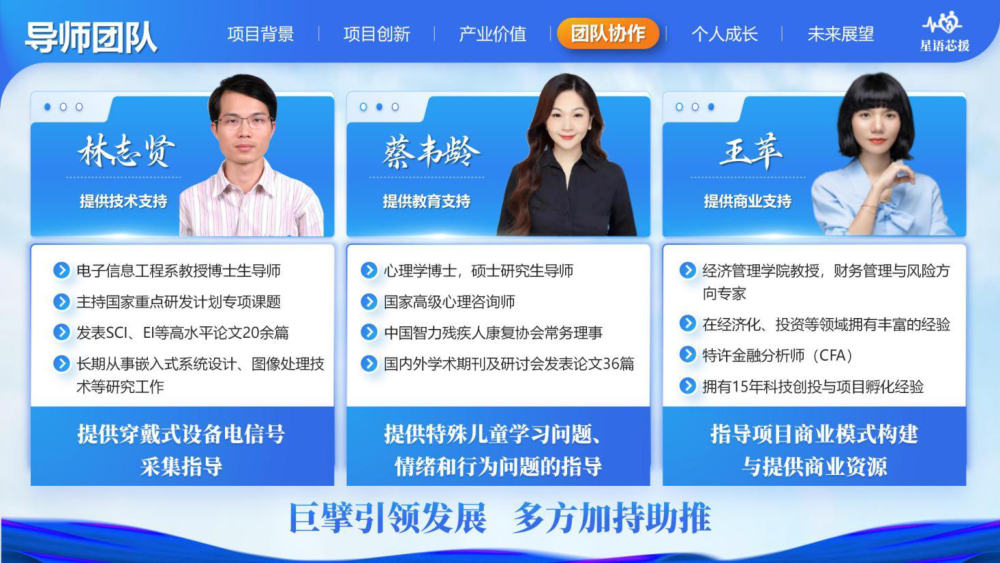 导师团队
项目背景
项目创新
产业价值
团队协作
个人成长
未来展望
星语芯援
林志贤
提供技术支持
电子信息工程系教授博士生导师
主持国家重点研发计划专项课题
发表SCI、EI等高水平论文20余篇
长期从事嵌入式系统设计、图像处理技
术等研究工作
提供穿戴式设备电信号
采集指导
蔡韦龄
提供教育支持
心理学博士，硕士研究生导师
国家高级心理咨询师
中国智力残疾人康复协会常务理事
国内外学术期刊及研讨会发表论文36篇
提供特殊儿童学习问题、
情绪和行为问题的指导
王苹
提供商业支持
经济管理学院教授，财务管理与风险方
向专家
在经济化、投资等领域拥有丰富的经验
特许金融分析师（CFA）
拥有15年科技创投与项目孵化经验
指导项目商业模式构建
与提供商业资源
巨擘引领发展 多方加持助推